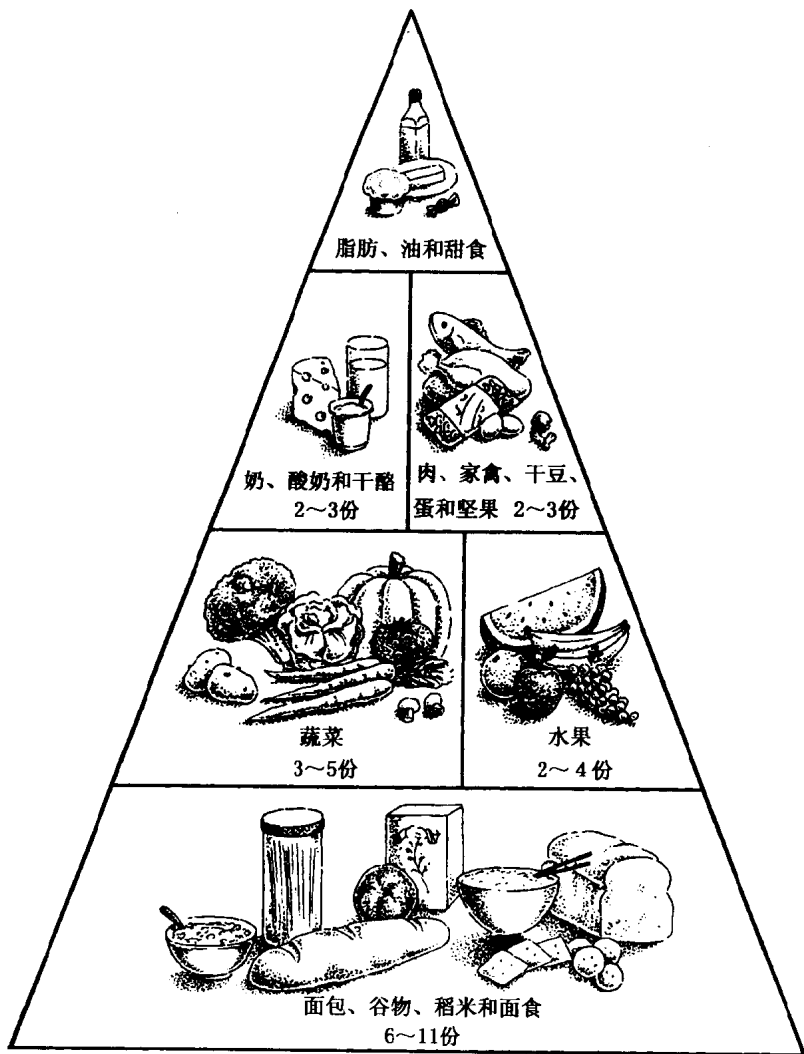 脂肪、油和甜食
奶、酸奶和干酪
2～3份
肉、家禽、干豆、
蛋和坚果 2～3份
蔬菜
3～5份
水果
2～4份
面包、谷物、稻米和面食
6～11份